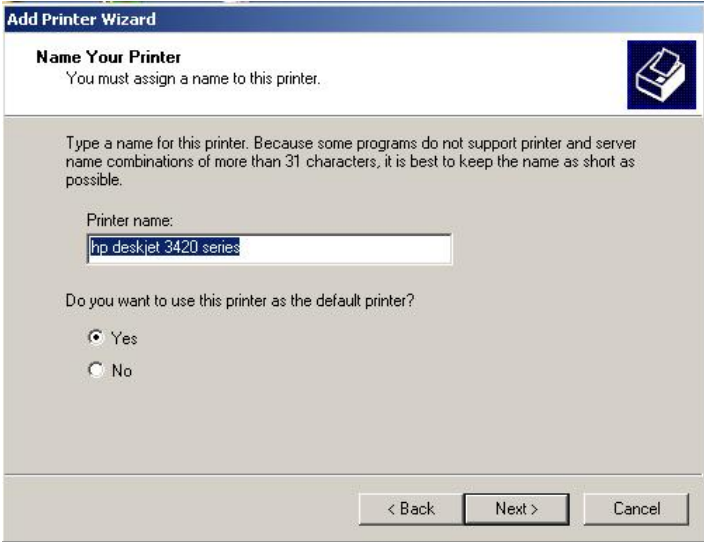 Add Printer Wizard
Name Your Printer
You must assign a name to this printer.
Type a name for this printer. Because some programs do not support printer and server
name combinations of more than 31 characters, it is best to keep the name as short as
possible.
Printer name:
hp deskjet 3420 series
Do you want to use this printer as the default printer?
Yes
No
< Back
Next >
Cancel